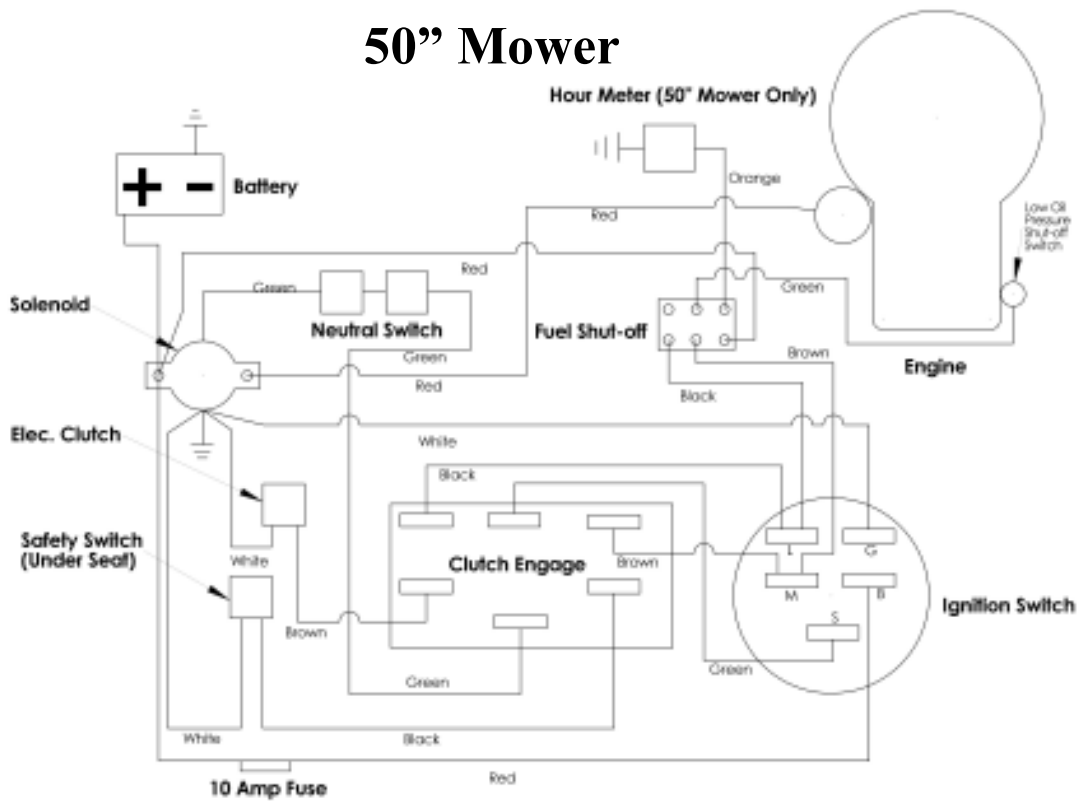 50” Mower
Hour Meter (50" Mower Only)
+ -
Battery
Orange
Red
Low Oil
Pressure
Shut-off
Switch
Red
Green
Green
Solenoid
Neutral Switch
Fuel Shut-off
Green
Brown
Engine
Red
Black
Elec. Clutch
White
Black
Safety Switch
(Under Seat)
L
G
White
Clutch Engage
Brown
M
B
Ignition Switch
S
Brown
Green
Green
White
Black
Red
10 Amp Fuse